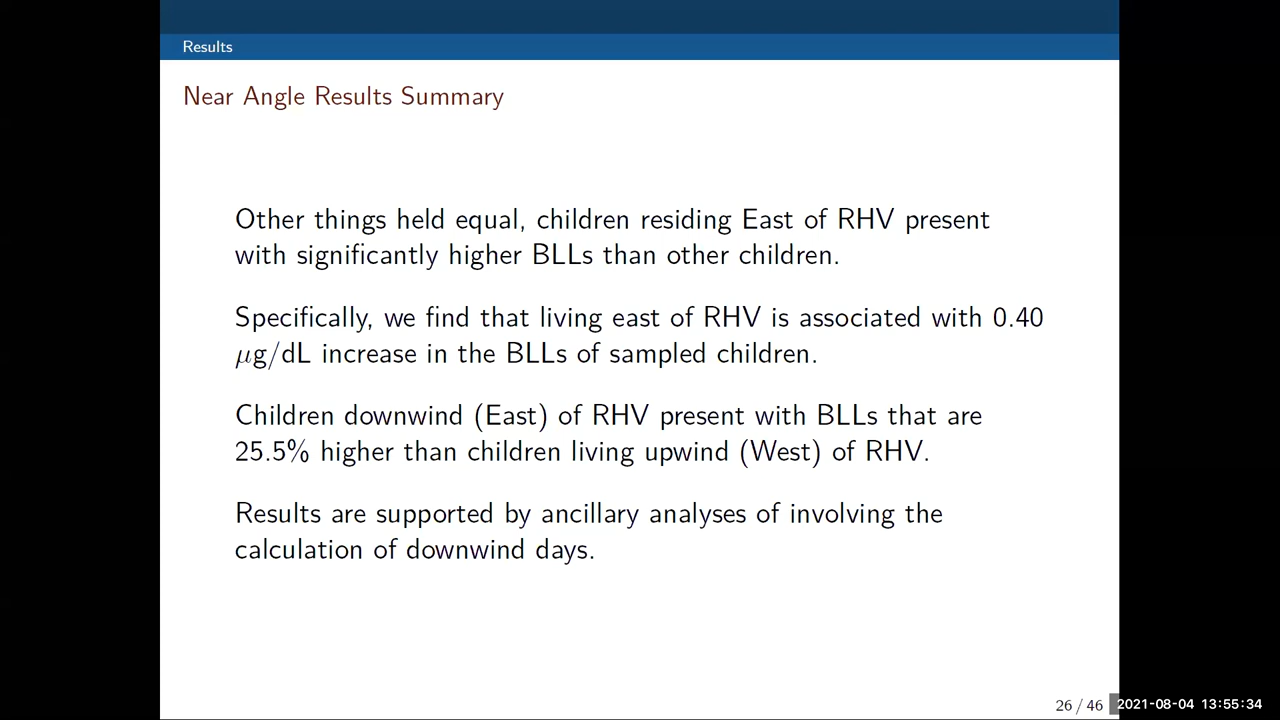 Results
Near Angle Results Summary
Other things held equal, children residing East of RHV present
with significantly higher BLLs than other children.
Specifically, we find that living east of RHV is associated with 0.40
μg/dL increase in the BLLs of sampled children.
Children downwind (East) of RHV present with BLLs that are
25.5% higher than children living upwind (West) of RHV.
Results are supported by ancillary analyses of involving the
calculation of downwind days.
26 / 46
2021-08-04 13:55:34